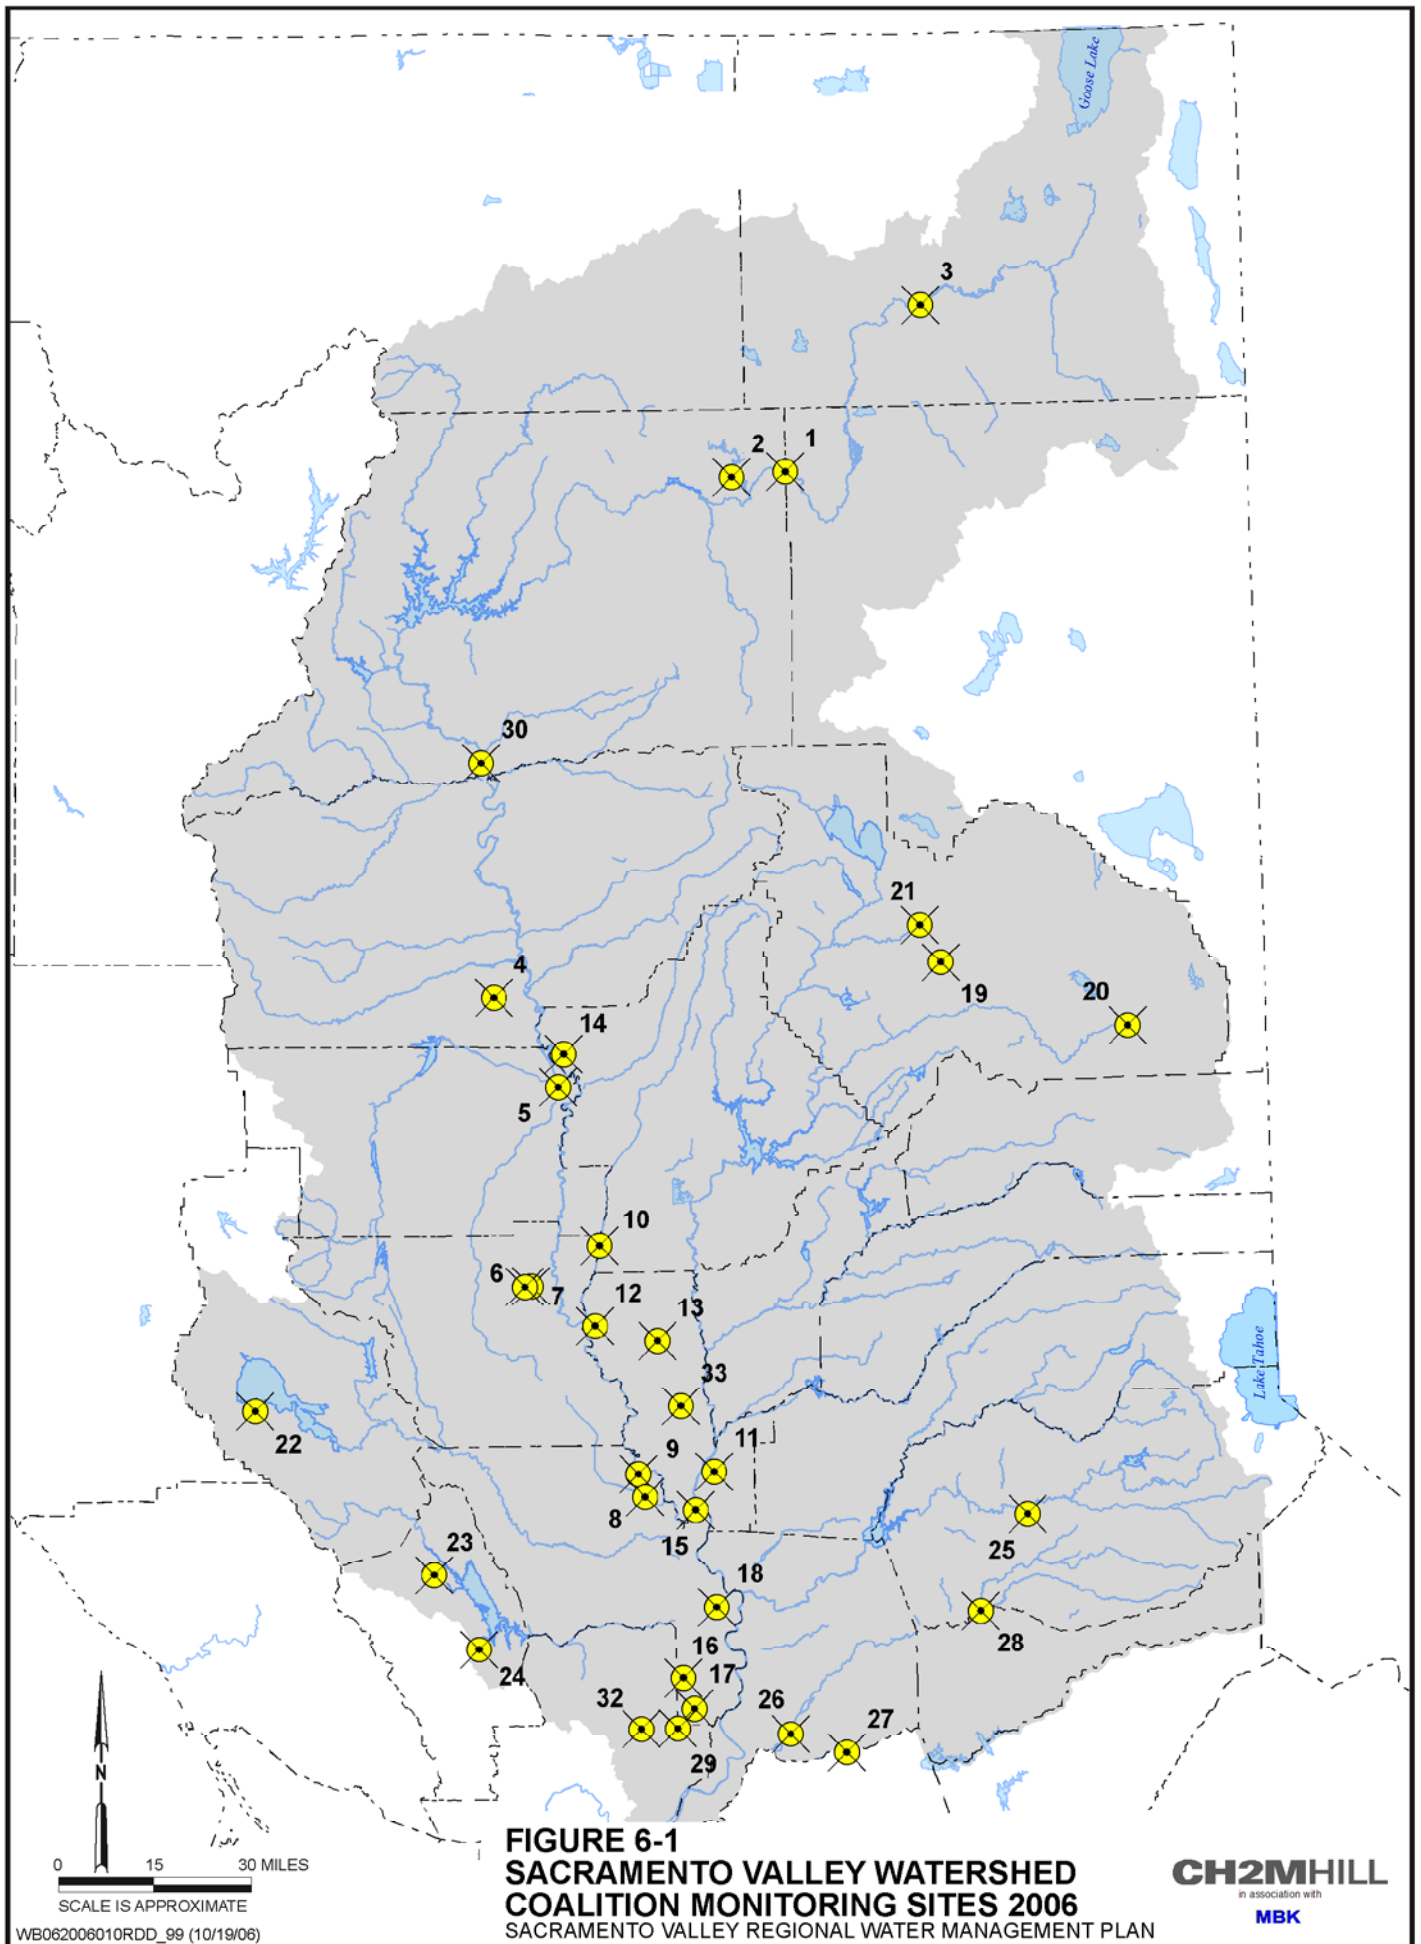 Goose Lake
3
2
1
30
21
4
19
20
14
5
10
6
7
12
13
33
22
9
11
8
15
25
23
18
28
24
16
17
32
26
27
29
Lake Tahoe
N
0 15 30 MILES
SCALE IS APPROXIMATE
WB062006010RDD_99 (10/19/06)
FIGURE 6-1
SACRAMENTO VALLEY WATERSHED
COALITION MONITORING SITES 2006
SACRAMENTO VALLEY REGIONAL WATER MANAGEMENT PLAN
CH2MHILL
in association with
MBK